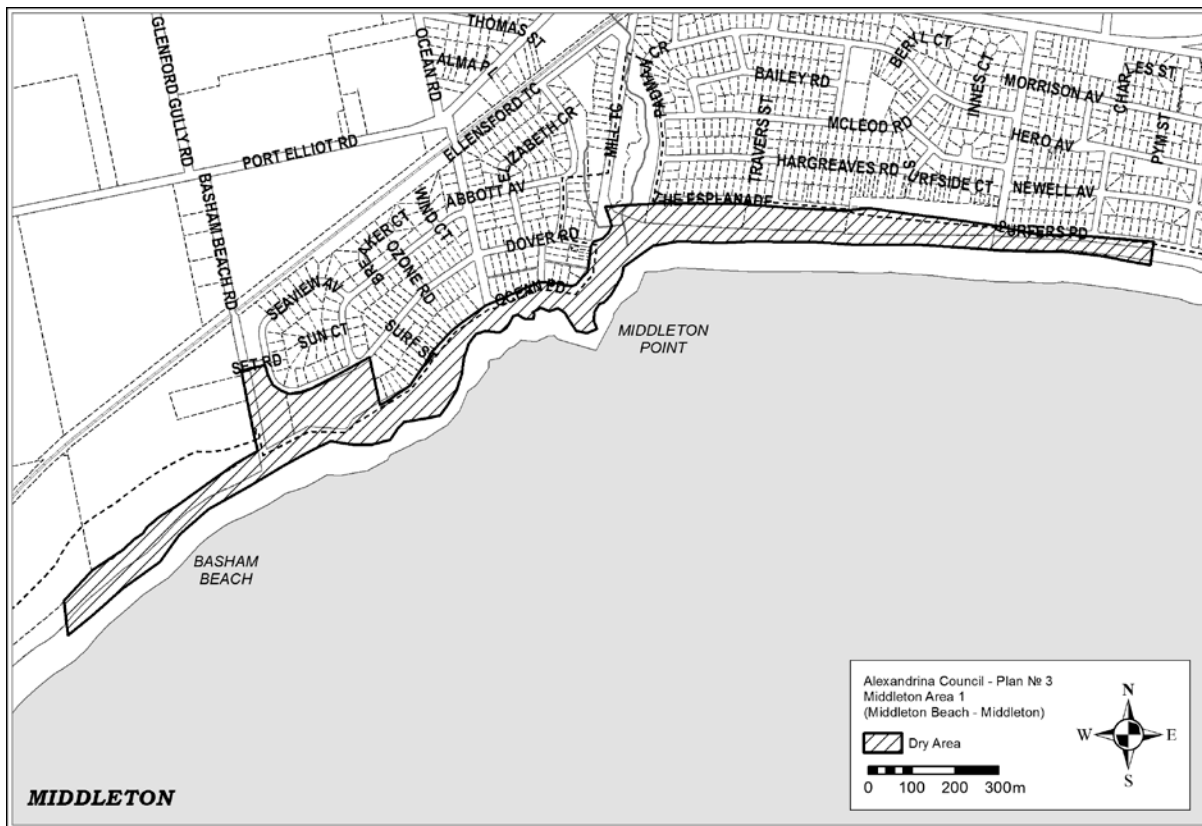 THOMAS ST
GLENFORD GULLY RD
OCEAN RD
ALMA PL
PADMAN CR
BERYL CT
BAILEY RD
INNES CT
MORRISON AV
CHARLES ST
ELLENSFORD TC
MILL TC
ELIZABETH CR
TRAVERS ST
MCLEOD RD
HERO AV
PYM ST
PORT ELLIOT RD
BASHAM BEACH RD
ABBOTT AV
HARGREAVES RD
SURFSIDE CT
NEWELL AV
WIND CT
BREAKER CT
OZONE RD
THE ESPLANADE
SURFERS PD
DOVER RD
SEAVIEW AV
OCEAN PD
SUN CT
SURF ST
SET RD
MIDDLETON
POINT
BASHAM
BEACH
Alexandrina Council - Plan № 3
Middleton Area 1
(Middleton Beach - Middleton)
Dry Area
0 100 200 300m
N
W E
S
MIDDLETON